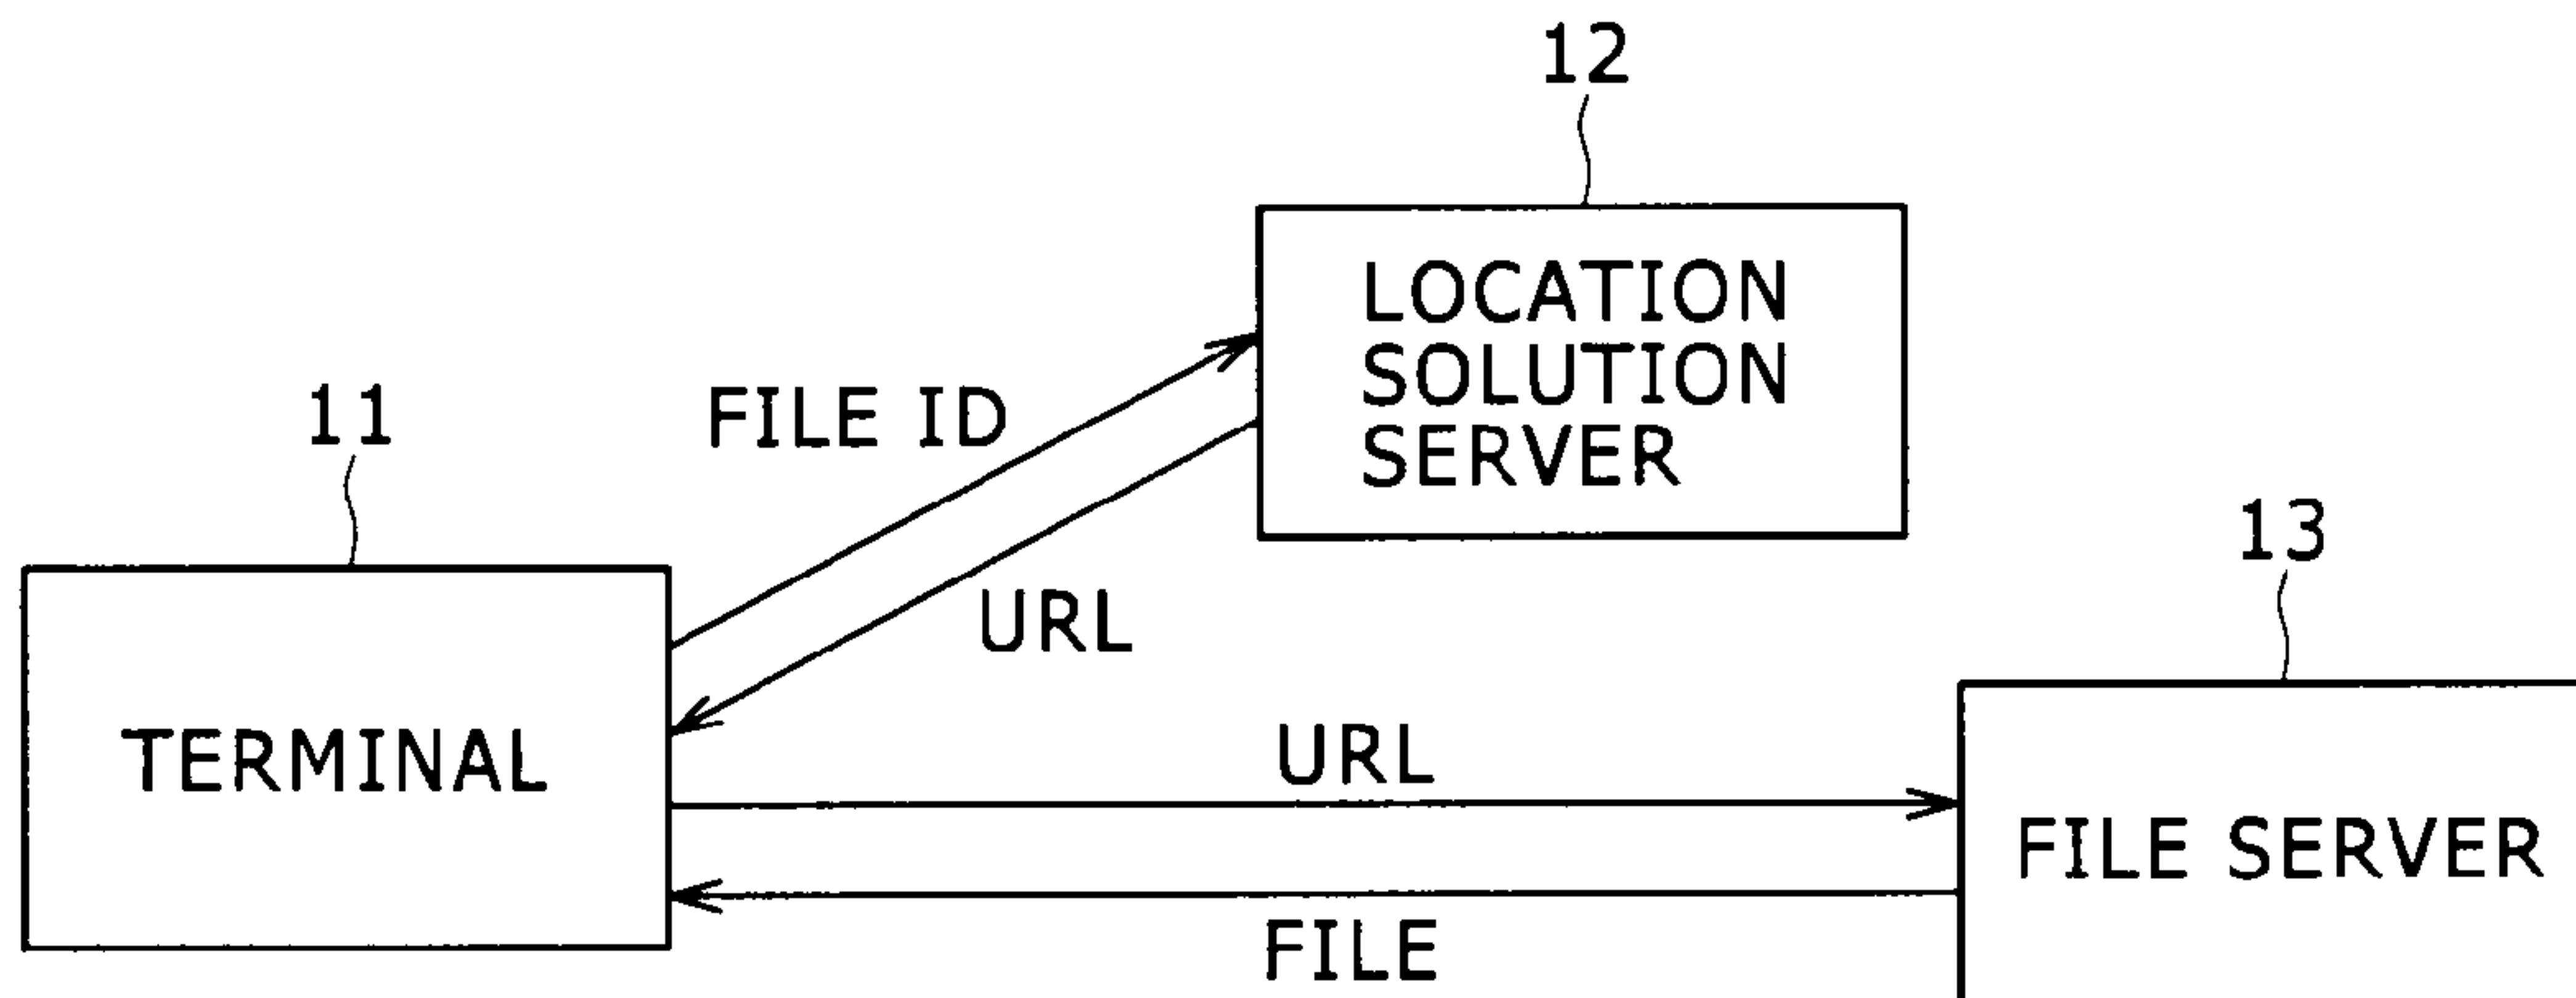 12
LOCATION
SOLUTION
SERVER
11
FILE ID
13
URL
TERMINAL
URL
FILE SERVER
FILE